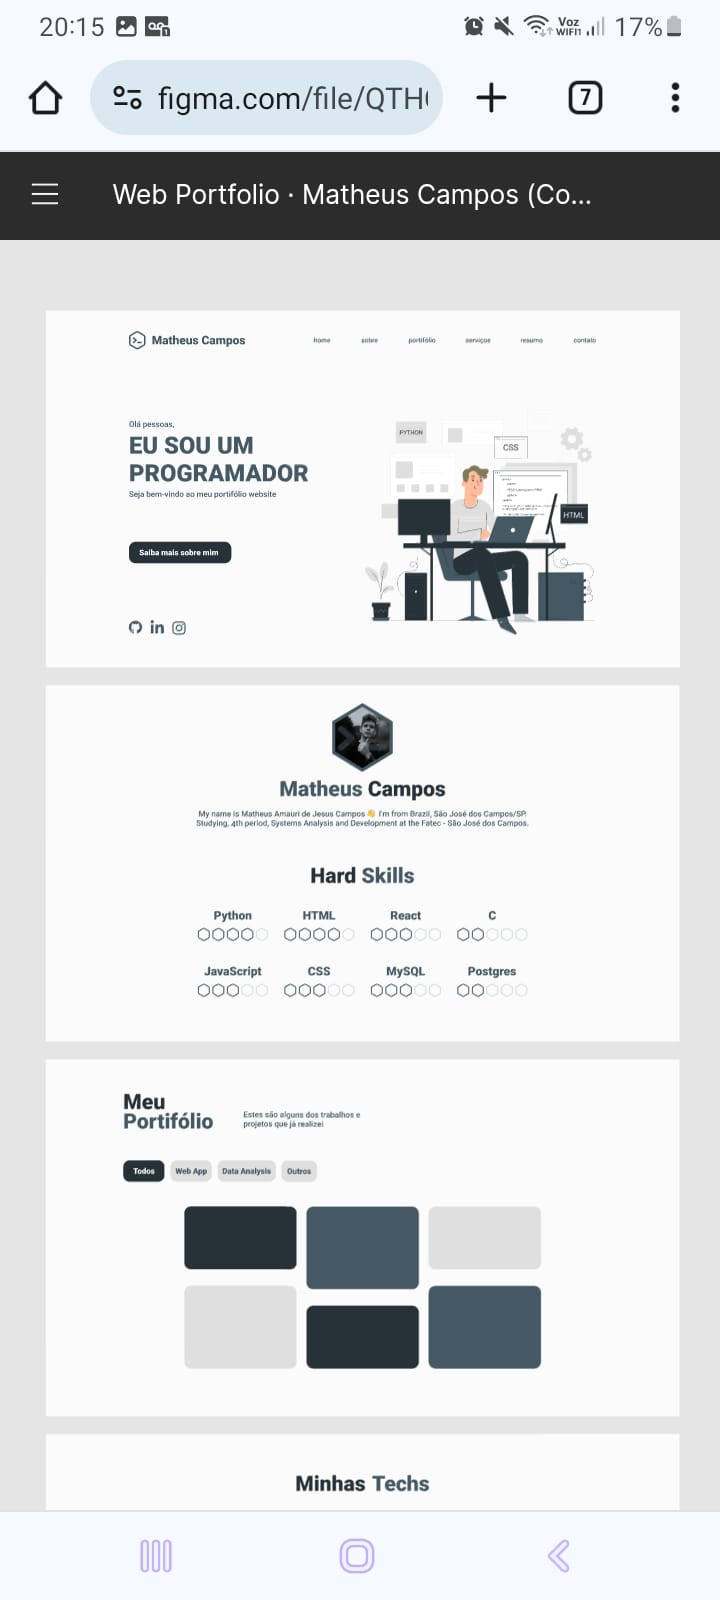 20:15
Voz
WIFI1
17%
figma.com/file/QTH
7
Web Portfolio · Matheus Campos (Co...
Matheus Campos
home sobre portifólio serviços resumo contato
Olá pessoas,
EU SOU UM
PROGRAMADOR
Seja bem-vindo ao meu portifólio website
Saiba mais sobre mim
PYTHON
CSS
HTML
in
Matheus Campos
My name is Matheus Amauri de Jesus Campos 👋 I'm from Brazil, São José dos Campos/SP.
Studying, 4th period, Systems Analysis and Development at the Fatec - São José dos Campos.
Hard Skills
Python HTML React C
JavaScript CSS MySQL Postgres
Meu
Portifólio
Estes são alguns dos trabalhos e
projetos que já realizei
Todos Web App Data Analysis Outros
Minhas Techs